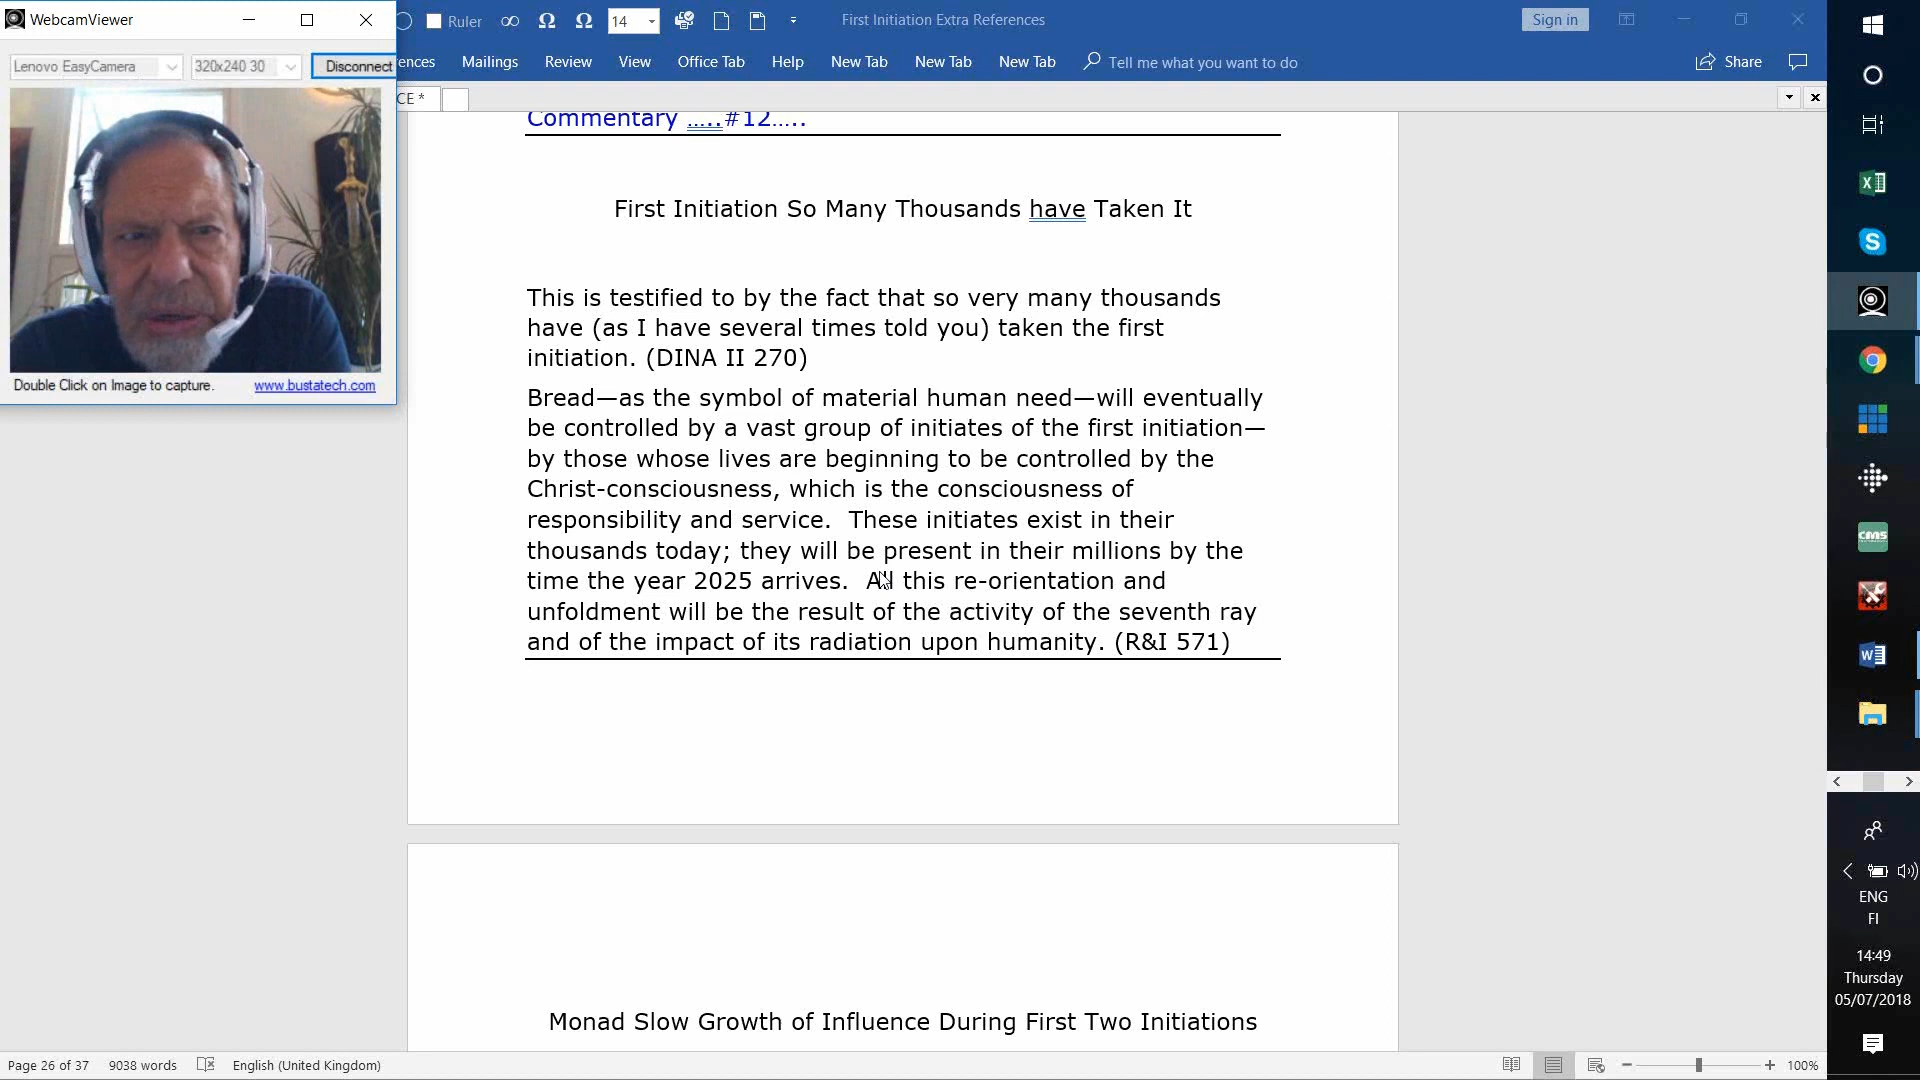 WebcamViewer
Lenovo EasyCamera
320x240 30
Disconnect
Double Click on Image to capture.
www.bustatech.com
Ruler
∞
Ω
Ω
14
First Initiation Extra References
Sign in
ences
Mailings
Review
View
Office Tab
Help
New Tab
New Tab
New Tab
Tell me what you want to do
Share
CE *
Commentary …..#12…..
First Initiation So Many Thousands have Taken It
This is testified to by the fact that so very many thousands
have (as I have several times told you) taken the first
initiation. (DINA II 270)
Bread—as the symbol of material human need—will eventually
be controlled by a vast group of initiates of the first initiation—
by those whose lives are beginning to be controlled by the
Christ-consciousness, which is the consciousness of
responsibility and service.  These initiates exist in their
thousands today; they will be present in their millions by the
time the year 2025 arrives.  All this re-orientation and
unfoldment will be the result of the activity of the seventh ray
and of the impact of its radiation upon humanity. (R&I 571)
Monad Slow Growth of Influence During First Two Initiations
Page 26 of 37
9038 words
English (United Kingdom)
100%
CMS
ENG
FI
14:49
Thursday
05/07/2018